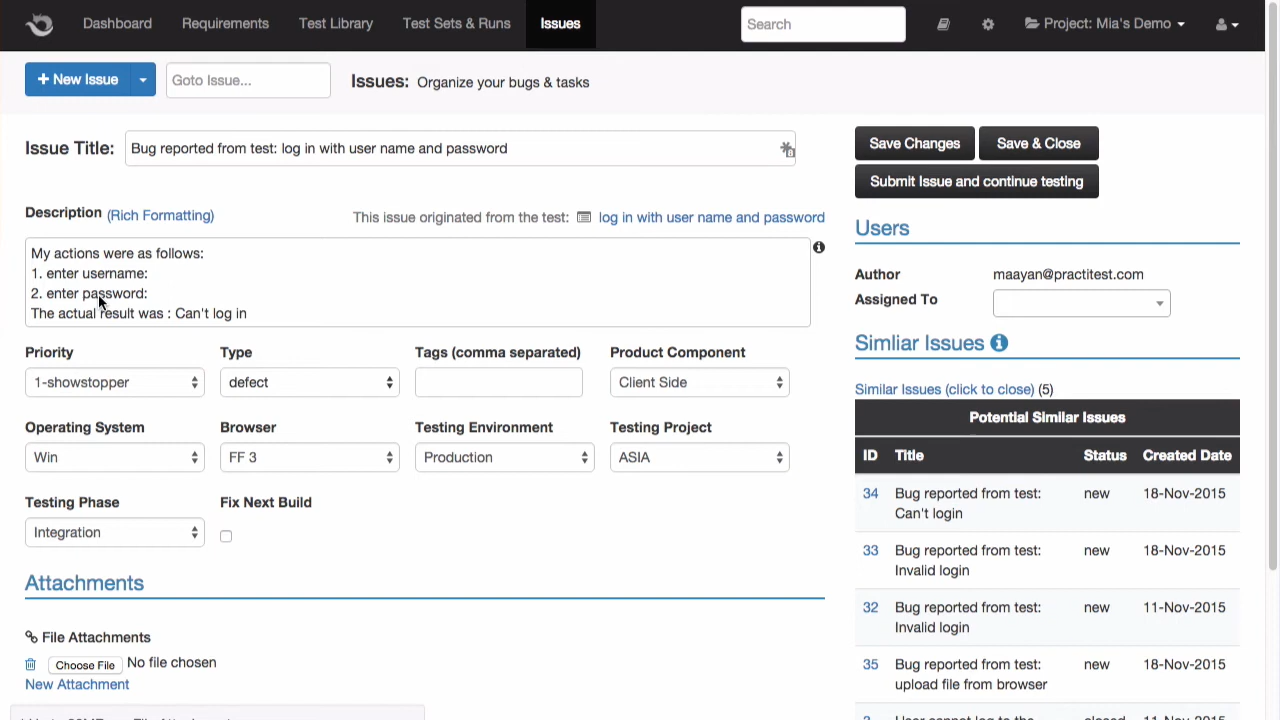 Dashboard Requirements Test Library Test Sets & Runs Issues Search Project: Mia's Demo
+ New Issue Goto Issue... Issues: Organize your bugs & tasks
Issue Title: Bug reported from test: log in with user name and password
Save Changes Save & Close
Submit Issue and continue testing
Description (Rich Formatting) This issue originated from the test: log in with user name and password
My actions were as follows:
1. enter username:
2. enter password:
The actual result was : Can't log in
Users
Author maayan@practitest.com
Assigned To
Priority Type Tags (comma separated) Product Component
1-showstopper defect Client Side
Operating System Browser Testing Environment Testing Project
Win FF 3 Production ASIA
Testing Phase Fix Next Build
Integration
Attachments
File Attachments
Choose File No file chosen
New Attachment
Simliar Issues
Similar Issues (click to close) (5)
Potential Similar Issues
ID Title Status Created Date
34 Bug reported from test: new 18-Nov-2015
Can't login
33 Bug reported from test: new 18-Nov-2015
Invalid login
32 Bug reported from test: new 11-Nov-2015
Invalid login
35 Bug reported from test: new 18-Nov-2015
upload file from browser